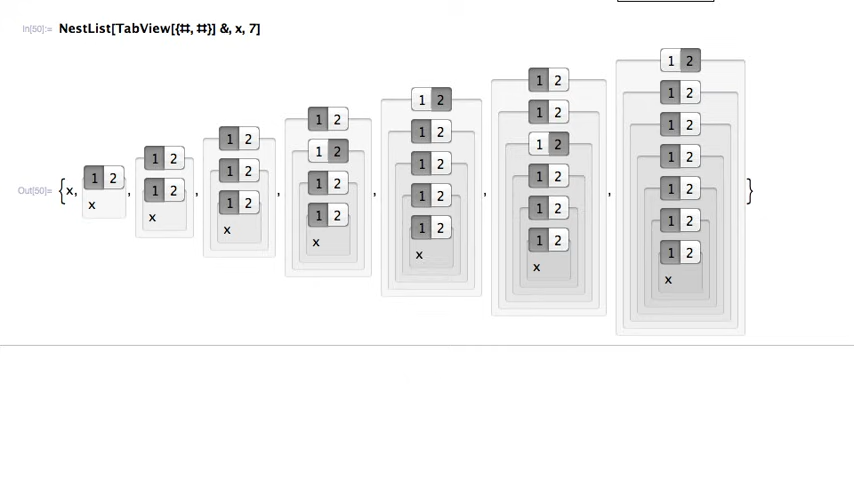 In[50]:= NestList[TabView[{#, #}] &, x, 7]
Out[50]= {x, 1 2 x, 1 2 1 2 x, 1 2 1 2 1 2 x, 1 2 1 2 1 2 1 2 x, 1 2 1 2 1 2 1 2 1 2 x, 1 2 1 2 1 2 1 2 1 2 1 2 x, 1 2 1 2 1 2 1 2 1 2 1 2 1 2 x}